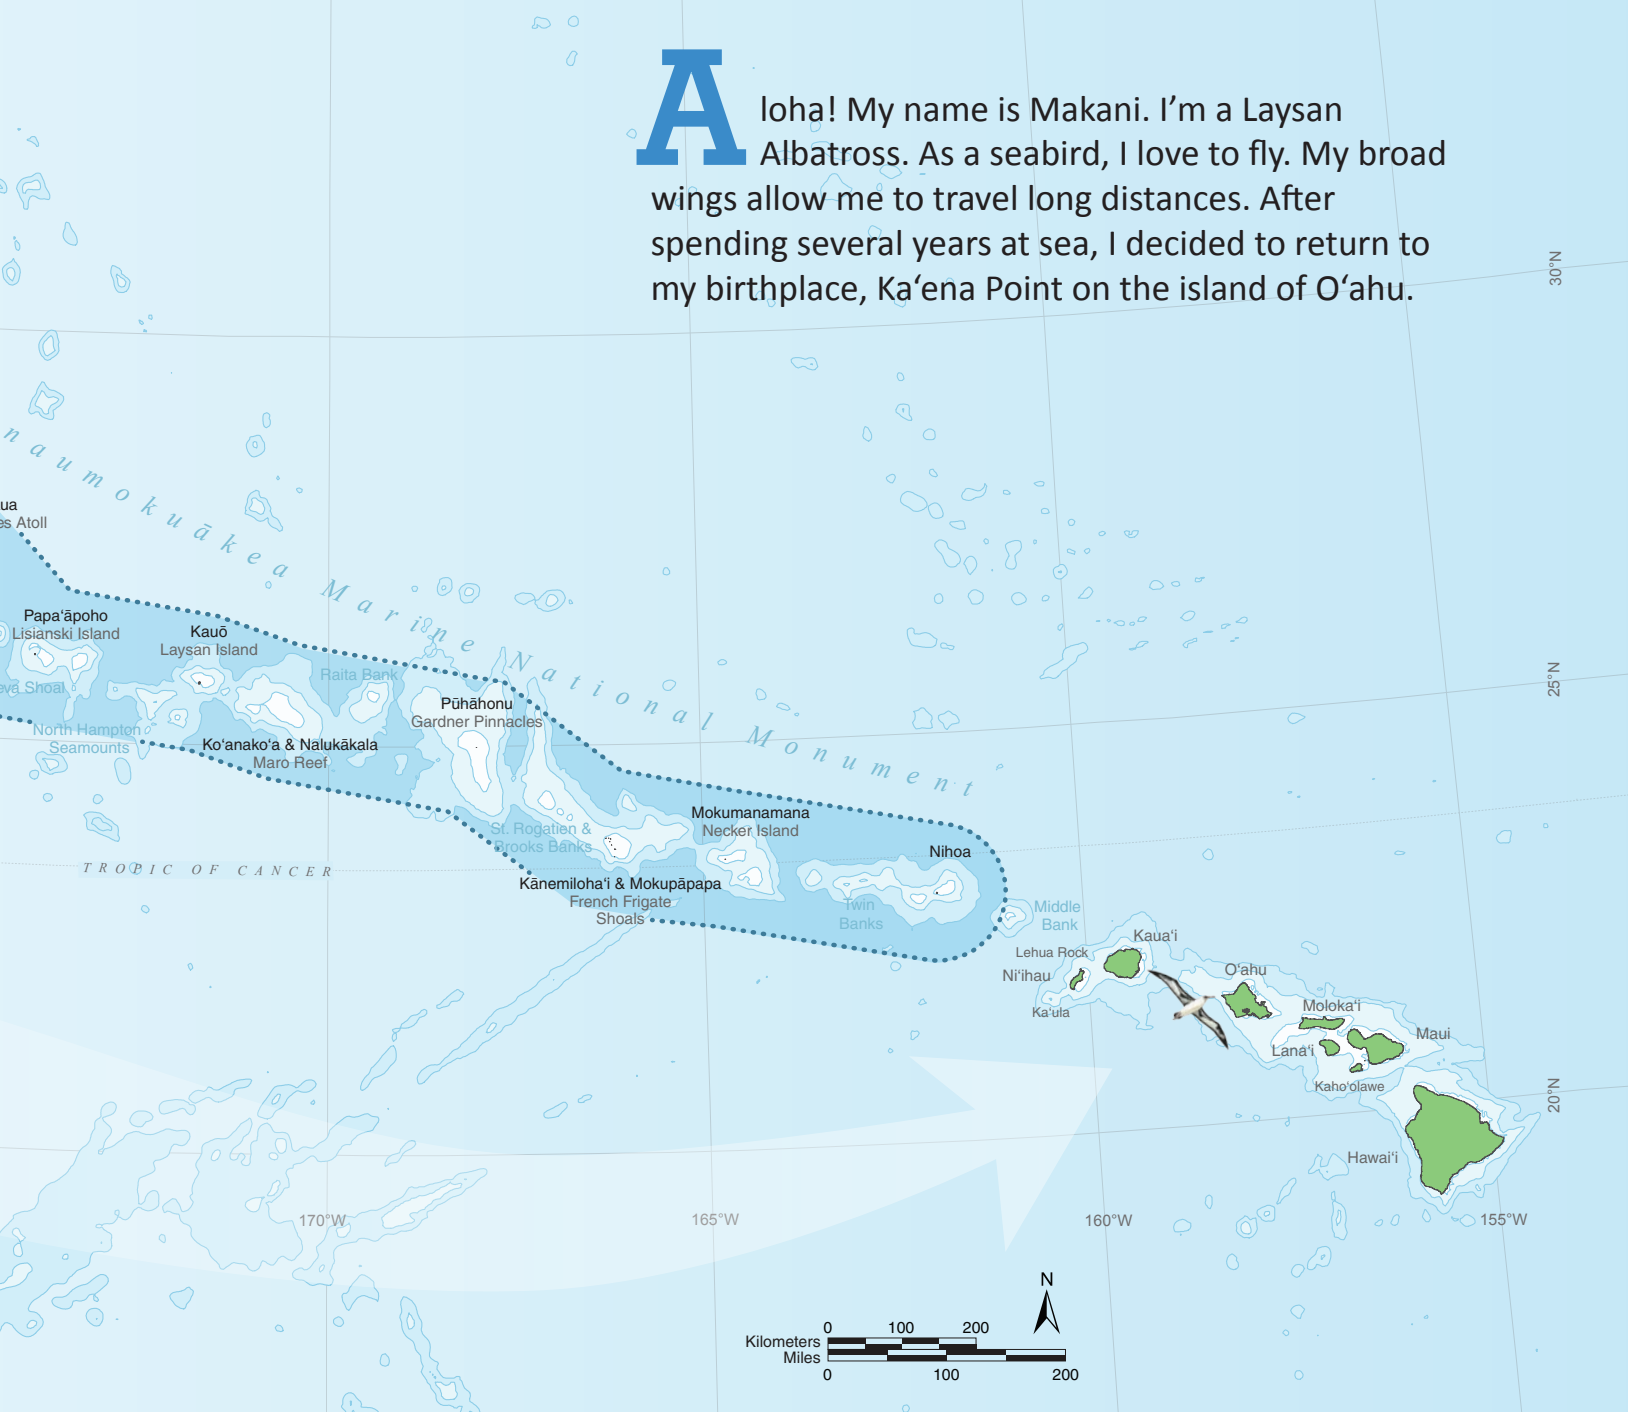 Aloha! My name is Makani. I’m a Laysan
Albatross. As a seabird, I love to fly. My broad
wings allow me to travel long distances. After
spending several years at sea, I decided to return to
my birthplace, Ka‘ena Point on the island of O‘ahu.
30°N
naumokuākea Marine National Monument
ua
es Atoll
Papa‘āpoho
Lisianski Island
Kauō
Laysan Island
Raita Bank
25°N
eva Shoal
Pūhāhonu
Gardner Pinnacles
North Hampton
Seamounts
Ko‘anako‘a & Nalukākala
Maro Reef
Mokumanamana
Necker Island
St. Rogatien &
Brooks Banks
Nihoa
TROPIC OF CANCER
Kānemiloha‘i & Mokupāpapa
French Frigate
Shoals
Twin
Banks
Middle
Bank
Kaua‘i
Lehua Rock
Ni‘ihau
O‘ahu
Ka‘ula
Moloka‘i
Maui
Lana‘i
Kaho‘olawe
20°N
Hawai‘i
170°W
165°W
160°W
155°W
N
0 100 200
Kilometers
Miles
0 100 200